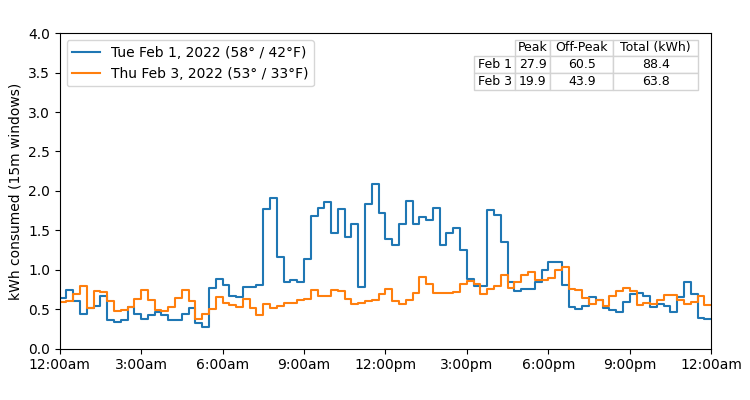 4.0
3.5
3.0
2.5
2.0
1.5
1.0
0.5
0.0
kWh consumed (15m windows)
Tue Feb 1, 2022 (58° / 42°F)
Thu Feb 3, 2022 (53° / 33°F)
Peak Off-Peak Total (kWh)
Feb 1 27.9 60.5 88.4
Feb 3 19.9 43.9 63.8
12:00am 3:00am 6:00am 9:00am 12:00pm 3:00pm 6:00pm 9:00pm 12:00am